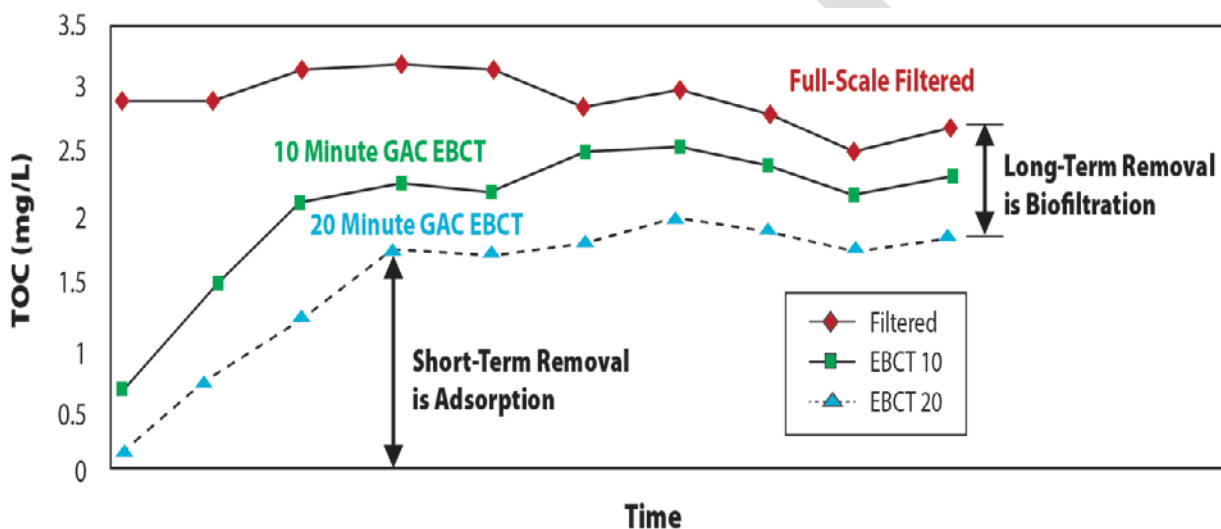 3.5
3
2.5
2
1.5
1
0.5
0
TOC (mg/L)
Full-Scale Filtered
10 Minute GAC EBCT
20 Minute GAC EBCT
Long-Term Removal
is Biofiltration
Short-Term Removal
is Adsorption
Filtered
EBCT 10
EBCT 20
Time